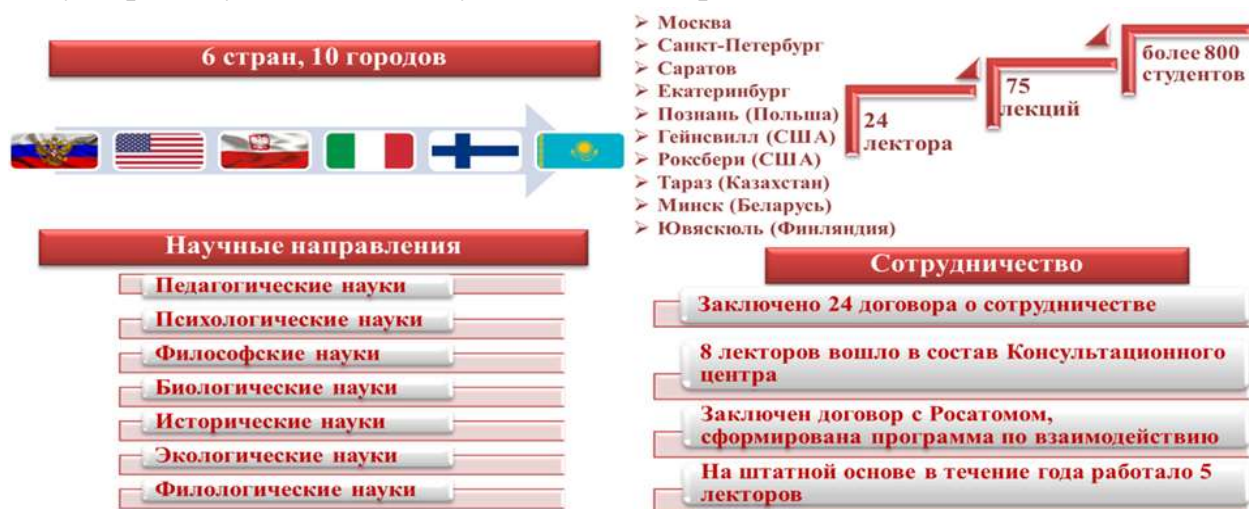 6 стран, 10 городов
➢ Москва
➢ Санкт-Петербург
➢ Саратов
➢ Екатеринбург
➢ Познань (Польша)
➢ Гейнсвилл (США)
➢ Роксбери (США)
➢ Тараз (Казахстан)
➢ Минск (Беларусь)
➢ Ювяскюль (Финляндия)
24
лектора
75
лекций
более 800
студентов
Научные направления
Педагогические науки
Психологические науки
Философские науки
Биологические науки
Исторические науки
Экологические науки
Филологические науки
Сотрудничество
Заключено 24 договора о сотрудничестве
8 лекторов вошло в состав Консультационного
центра
Заключен договор с Росатомом,
сформирована программа по взаимодействию
На штатной основе в течение года работало 5
лекторов